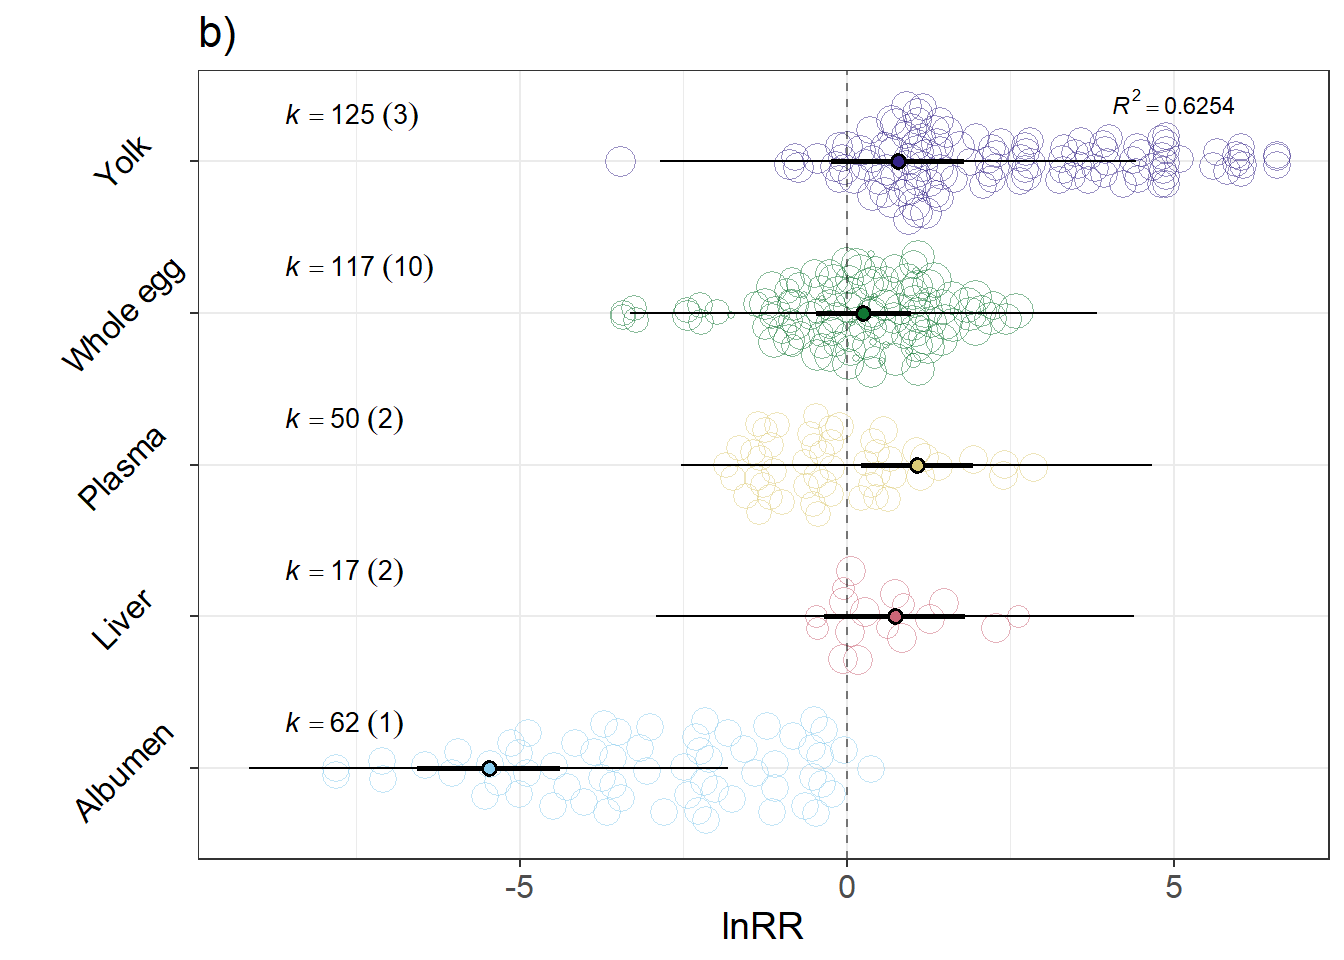 b)
k = 125 (3)
R² = 0.6254
Yolk
k = 117 (10)
Whole egg
k = 50 (2)
Plasma
k = 17 (2)
Liver
k = 62 (1)
Albumen
-5 0 5
lnRR